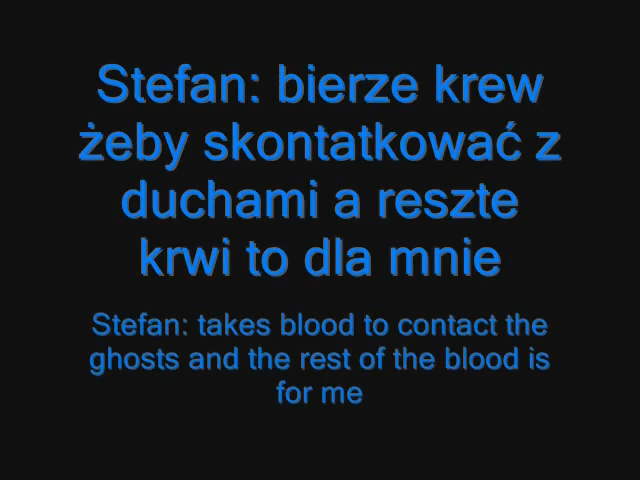 Stefan: bierze krew
żeby skontatkować z
duchami a reszte
krwi to dla mnie
Stefan: takes blood to contact the
ghosts and the rest of the blood is
for me